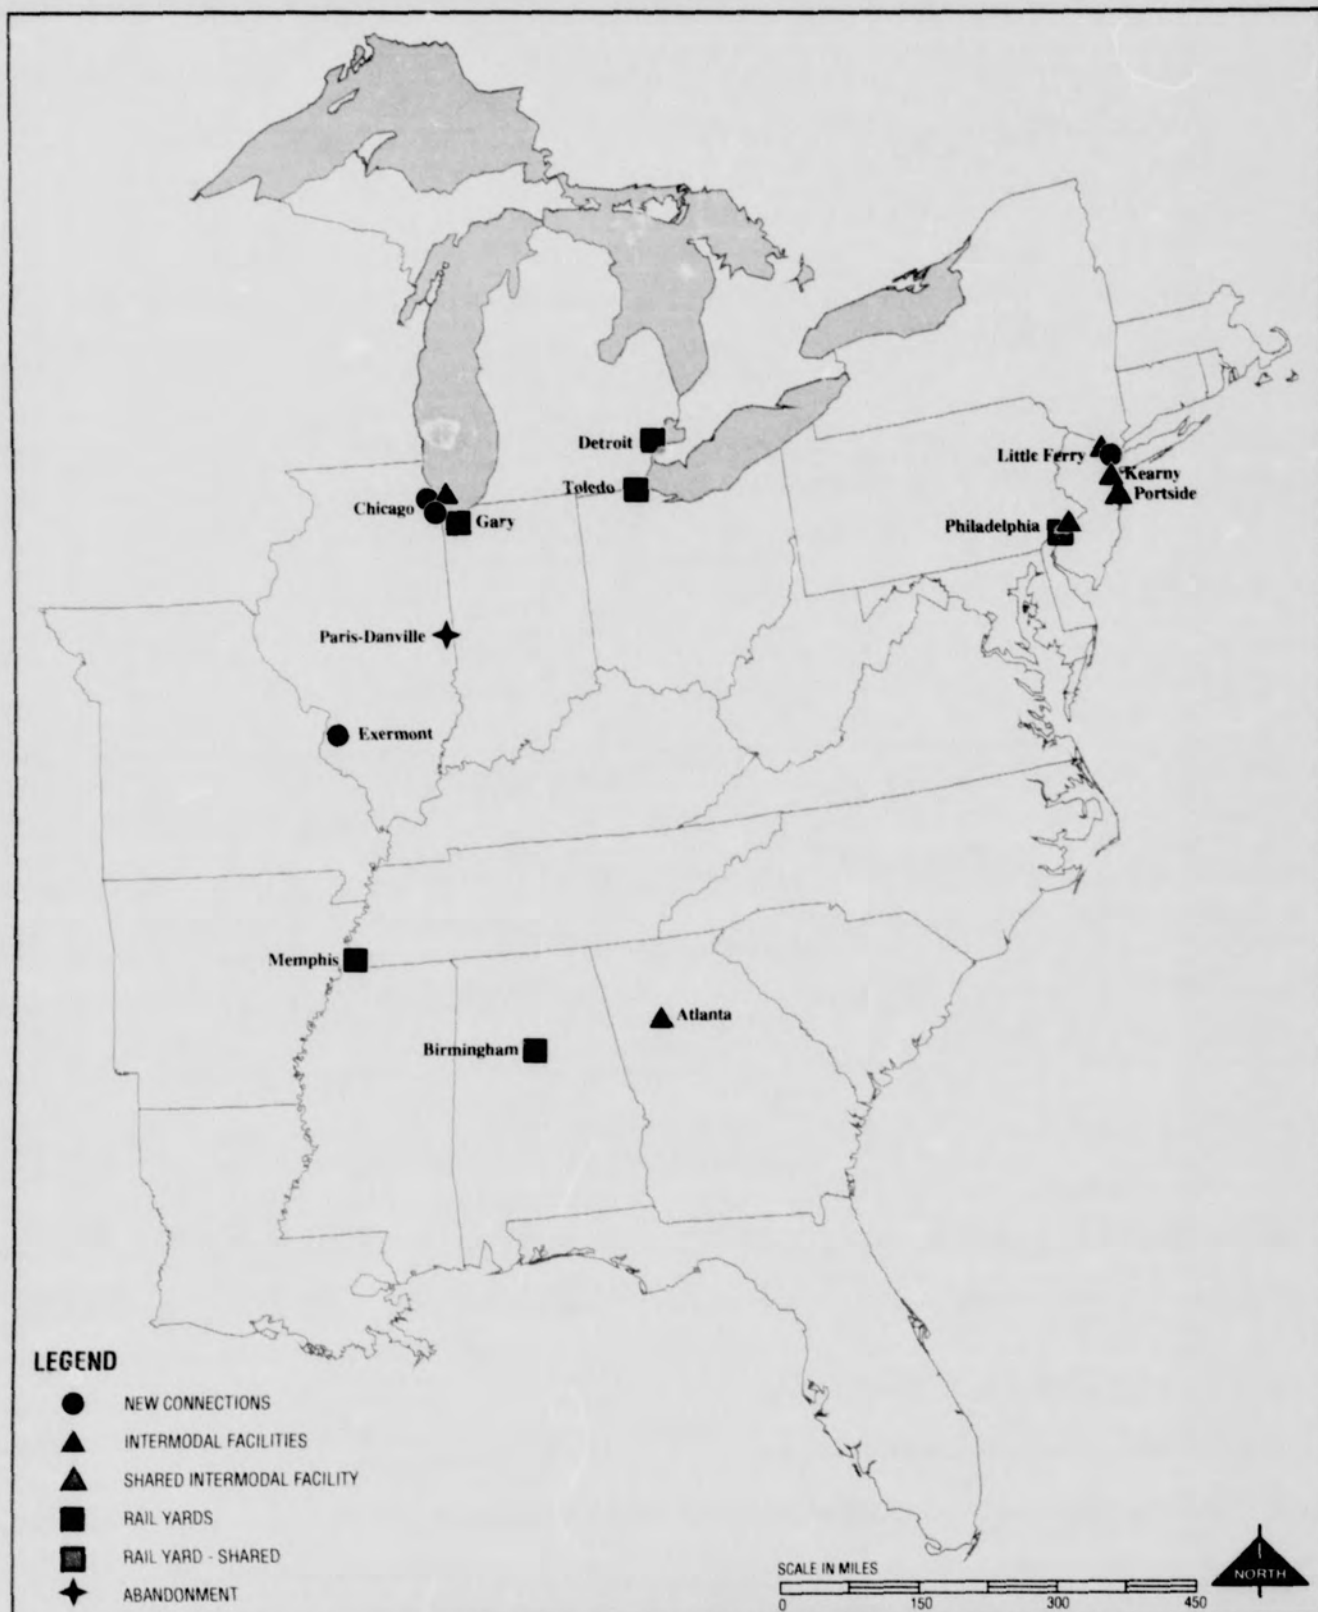 Detroit
Little Ferry
Kearny
Toledo
Portside
Chicago
Gary
Philadelphia
Paris-Danville
Exermont
Memphis
Atlanta
Birmingham
LEGEND
NEW CONNECTIONS
INTERMODAL FACILITIES
SHARED INTERMODAL FACILITY
RAIL YARDS
RAIL YARD - SHARED
ABANDONMENT
SCALE IN MILES
0 150 300 450
NORTH